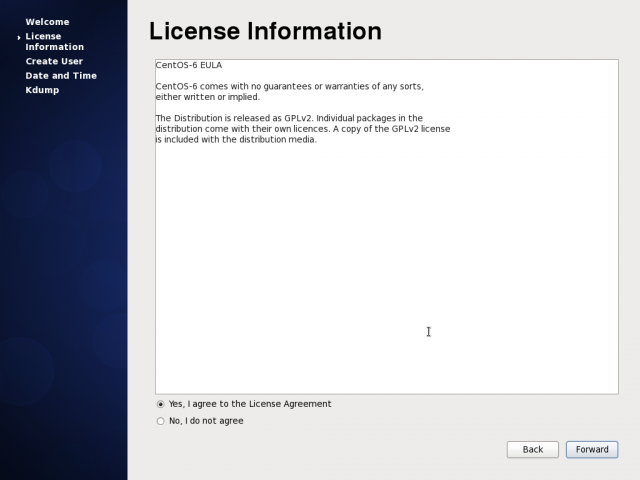 Welcome
License
Information
Create User
Date and Time
Kdump
License Information
CentOS-6 EULA
CentOS-6 comes with no guarantees or warranties of any sorts,
either written or implied.
The Distribution is released as GPLv2. Individual packages in the
distribution come with their own licences. A copy of the GPLv2 license
is included with the distribution media.
Yes, I agree to the License Agreement
No, I do not agree
Back
Forward